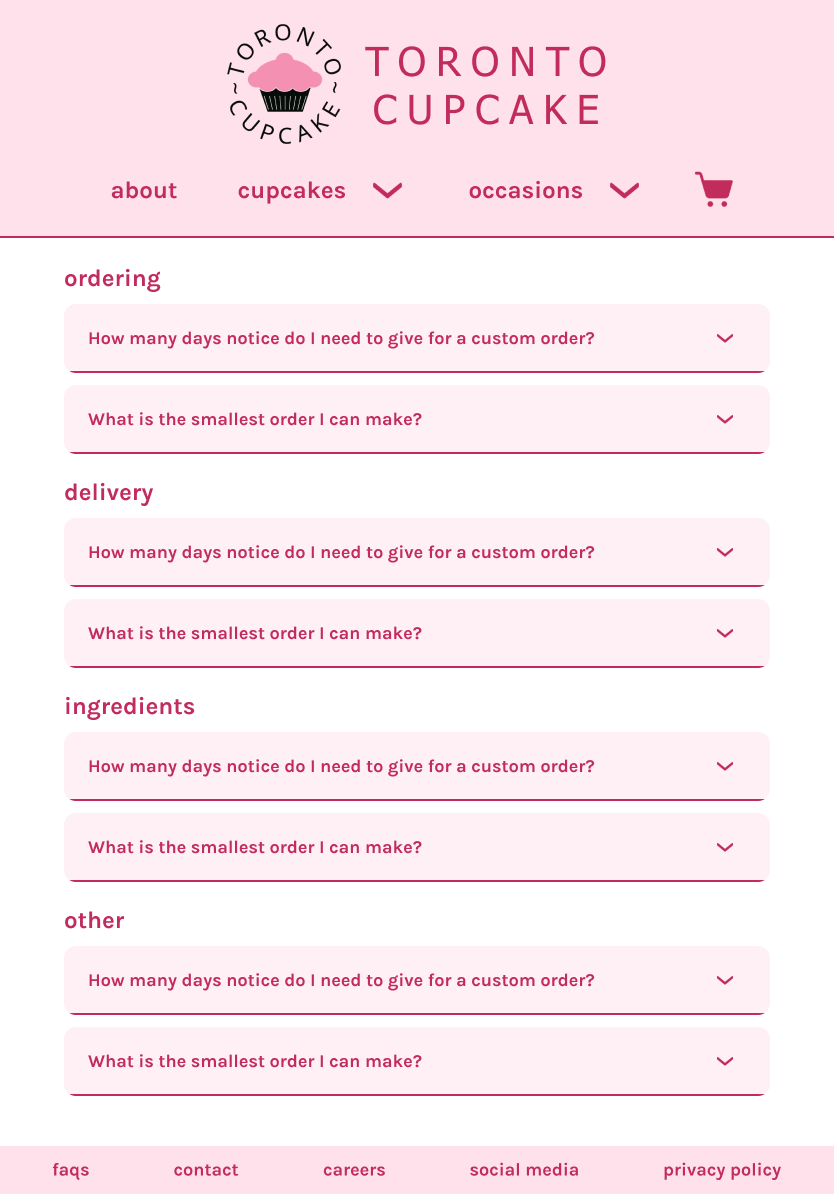 ~TORONTO~
CUPCAKE
TORONTO
CUPCAKE
about cupcakes occasions
ordering
How many days notice do I need to give for a custom order?
What is the smallest order I can make?
delivery
How many days notice do I need to give for a custom order?
What is the smallest order I can make?
ingredients
How many days notice do I need to give for a custom order?
What is the smallest order I can make?
other
How many days notice do I need to give for a custom order?
What is the smallest order I can make?
faqs contact careers social media privacy policy